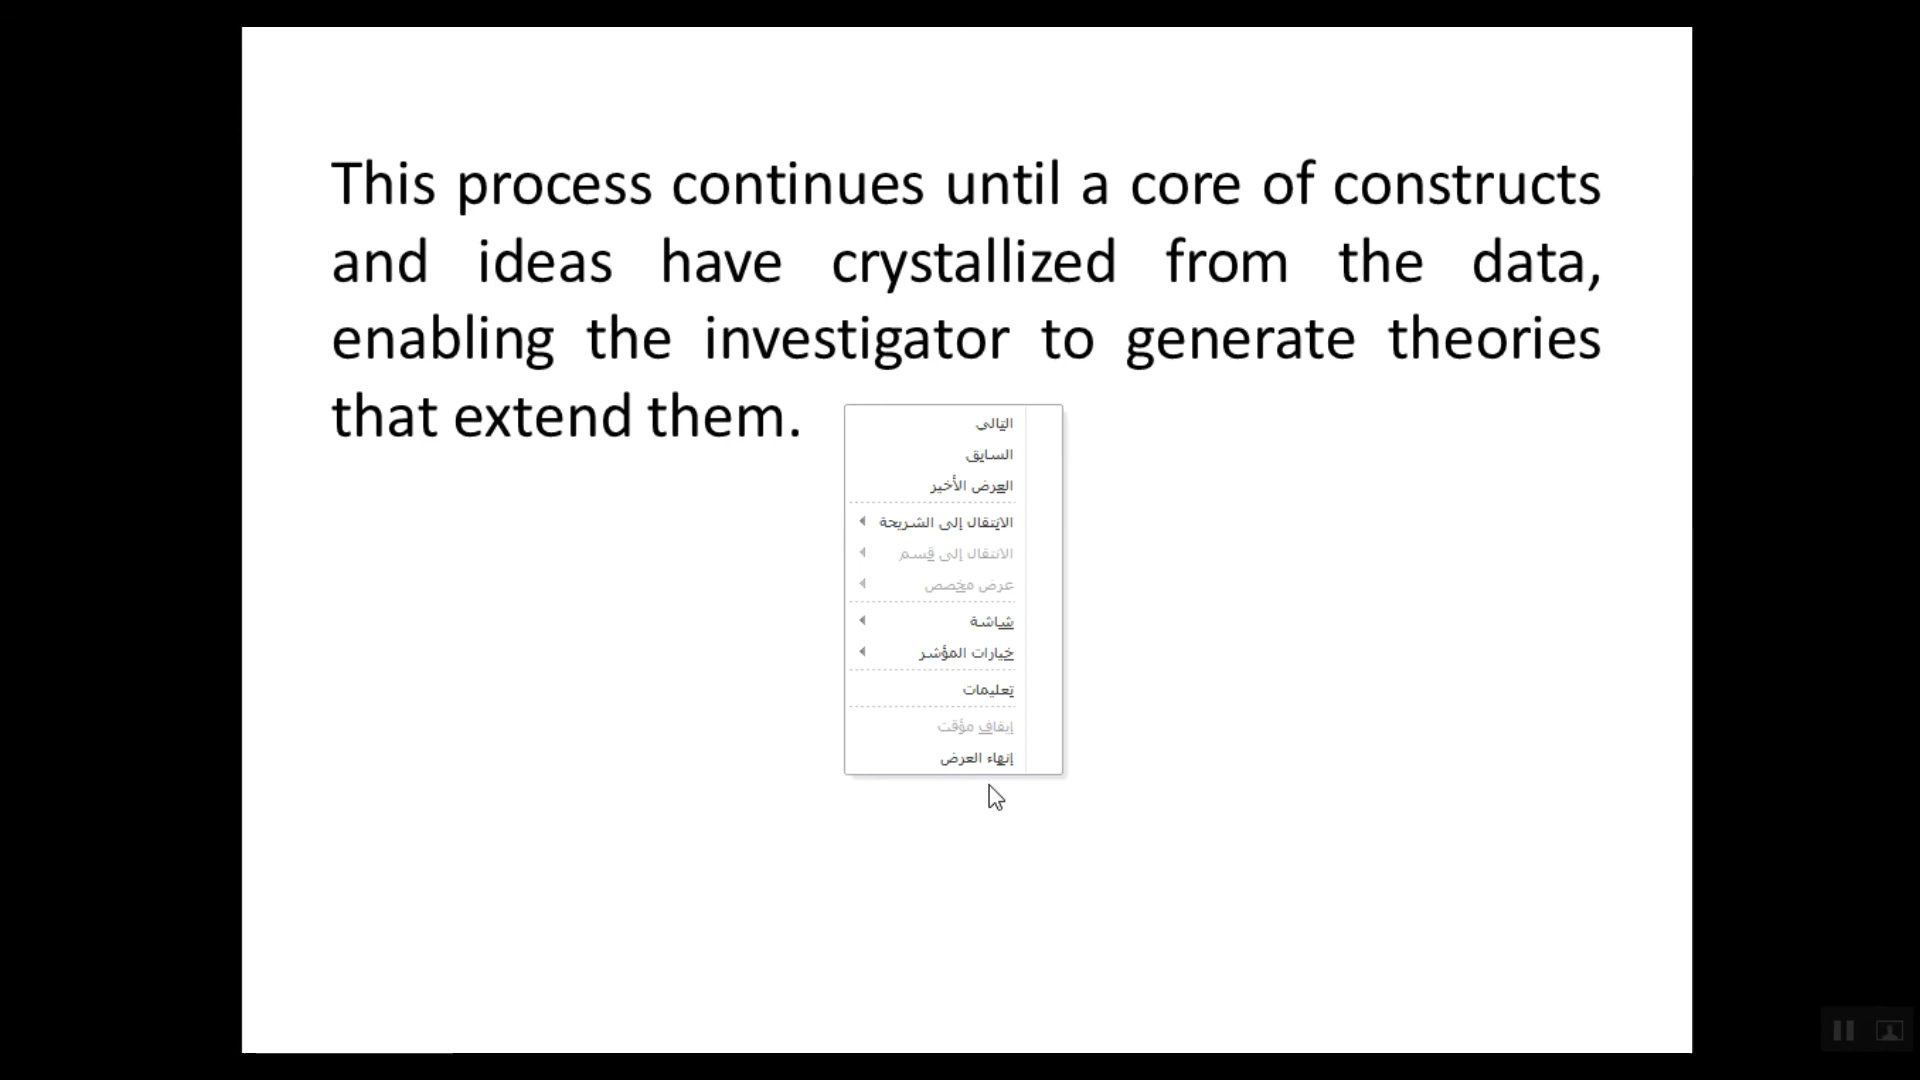 This process continues until a core of constructs
and ideas have crystallized from the data,
enabling the investigator to generate theories
that extend them.
التالي
السابق
العرض الأخير
الانتقال إلى الشريحة
الانتقال إلى قسم
عرض مخصص
شاشة
خيارات المؤشر
تعليمات
إيقاف مؤقت
إنهاء العرض